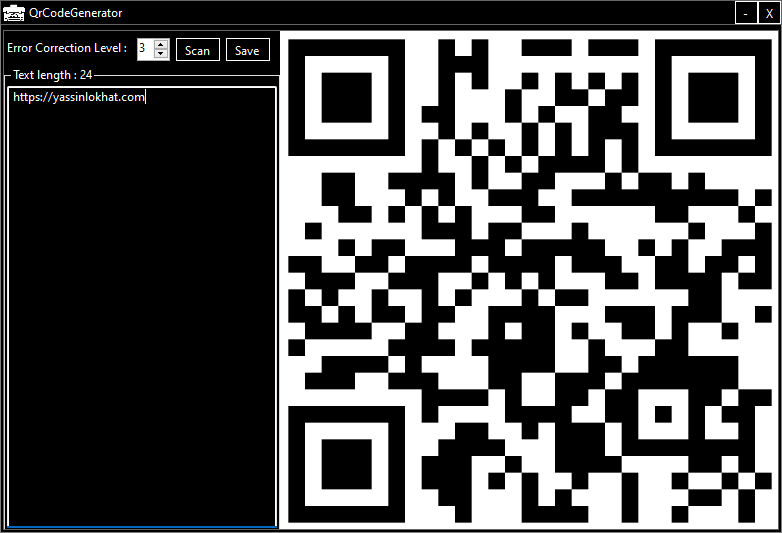 QrCodeGenerator
- X
Error Correction Level : 3 Scan Save
Text length : 24
https://yassinlokhat.com